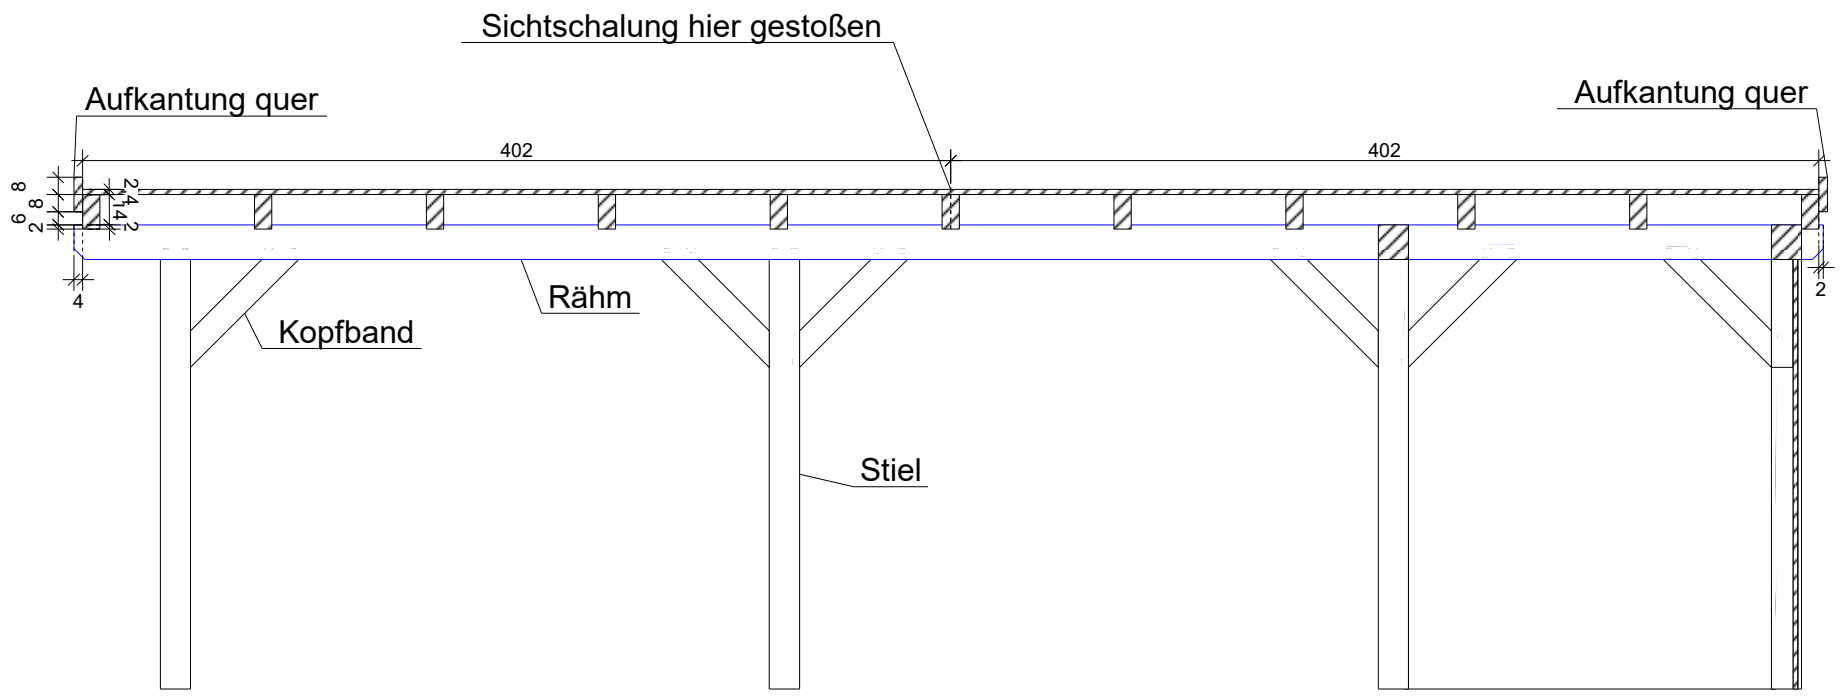 Sichtschalung hier gestoßen
Aufkantung quer
Aufkantung quer
402
402
8
8
6
2
2,4
14
2
4
2
Rähm
Kopfband
Stiel